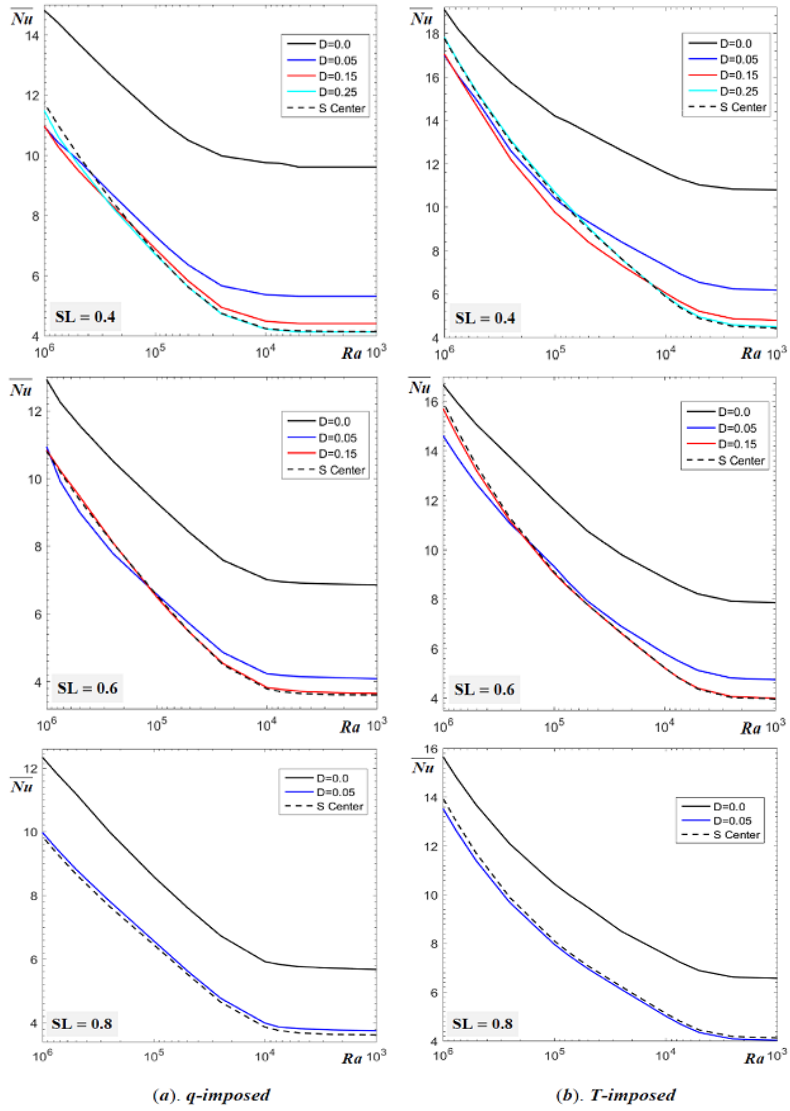 Nu
14
12
10
8
6
4
D=0.0
D=0.05
D=0.15
D=0.25
S Center
SL = 0.4
10^6
10^5
10^4
Ra
10^3
Nu
18
16
14
12
10
8
6
4
D=0.0
D=0.05
D=0.15
D=0.25
S Center
SL = 0.4
10^6
10^5
10^4
Ra
10^3
Nu
12
10
8
6
4
D=0.0
D=0.05
D=0.15
S Center
SL = 0.6
10^6
10^5
10^4
Ra
10^3
Nu
16
14
12
10
8
6
4
D=0.0
D=0.05
D=0.15
S Center
SL = 0.6
10^6
10^5
10^4
Ra
10^3
Nu
12
10
8
6
4
D=0.0
D=0.05
S Center
SL = 0.8
10^6
10^5
10^4
Ra
10^3
Nu
16
14
12
10
8
6
4
D=0.0
D=0.05
S Center
SL = 0.8
10^6
10^5
10^4
Ra
10^3
(a). q-imposed
(b). T-imposed